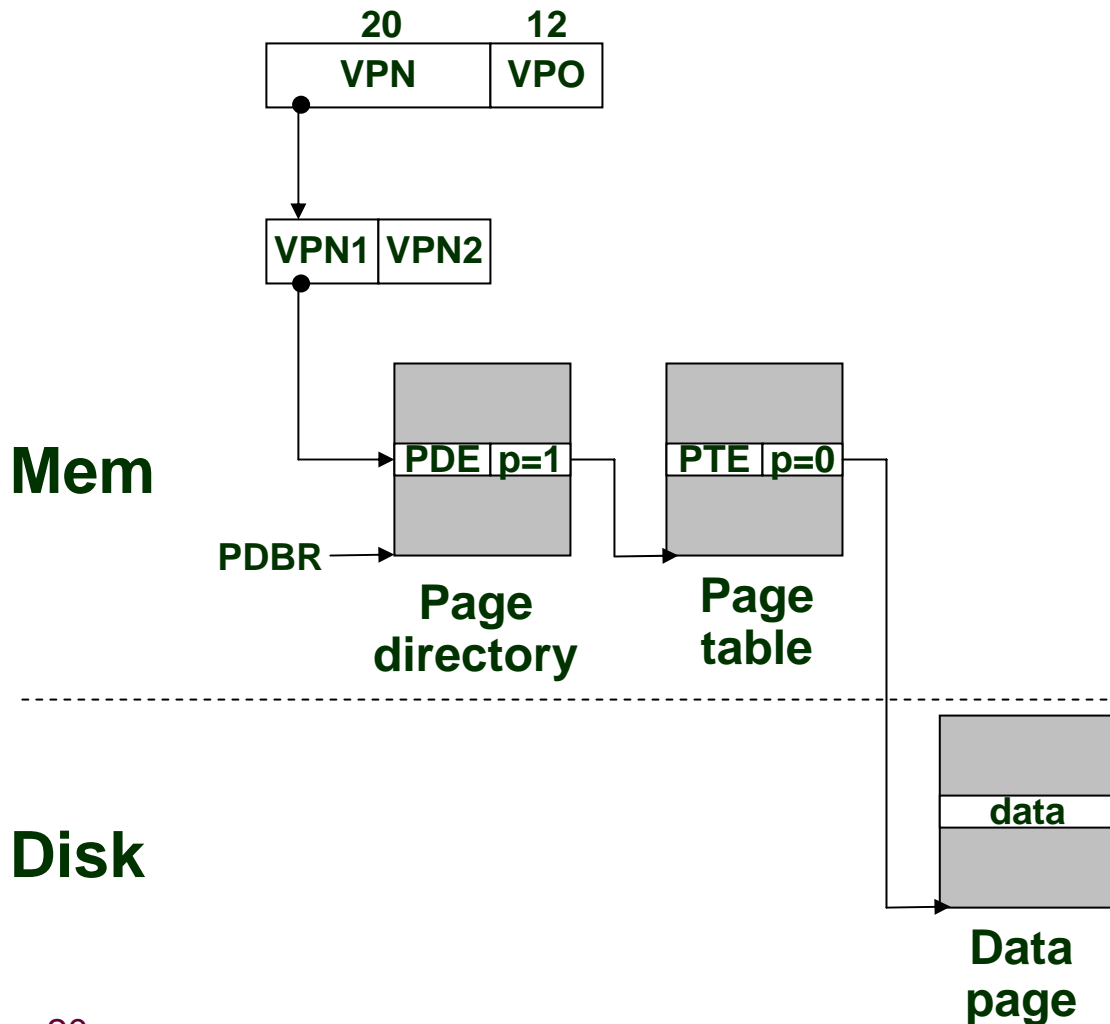 20 12
VPN VPO
VPN1 VPN2
Mem
PDE p=1 PTE p=0
PDBR
Page
directory
Page
table
data
Disk
Data
page